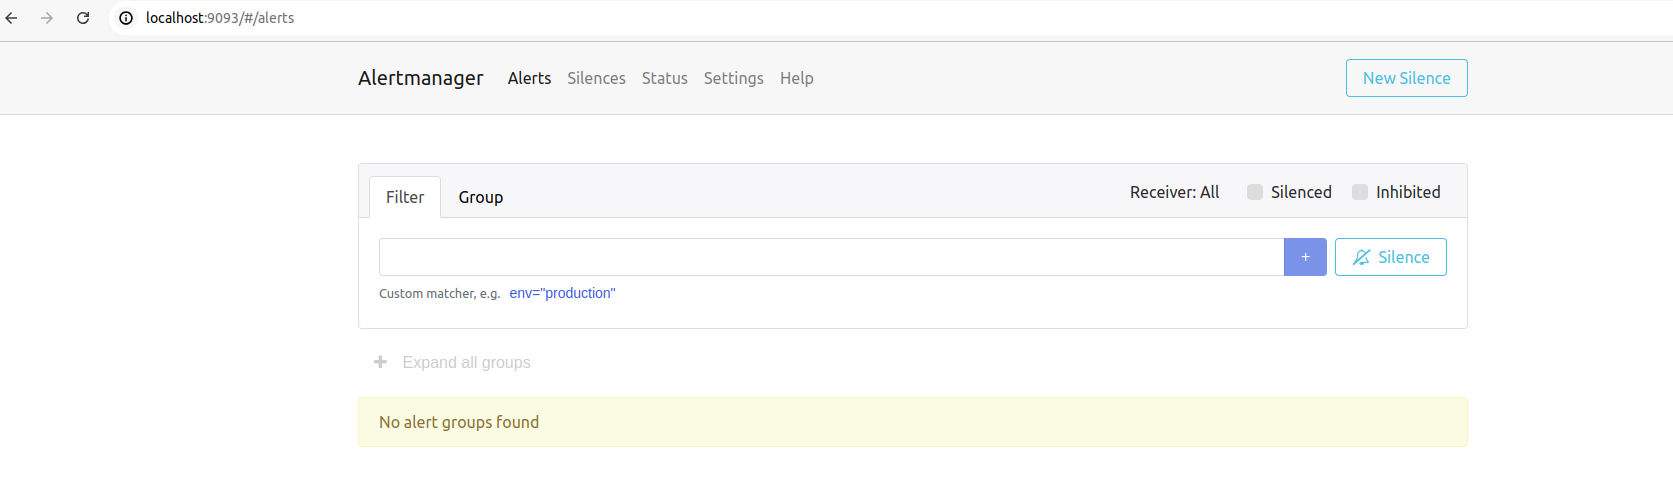 localhost:9093/#/alerts
Alertmanager Alerts Silences Status Settings Help New Silence
Filter Group Receiver: All Silenced Inhibited
+ Silence
Custom matcher, e.g. env="production"
+ Expand all groups
No alert groups found